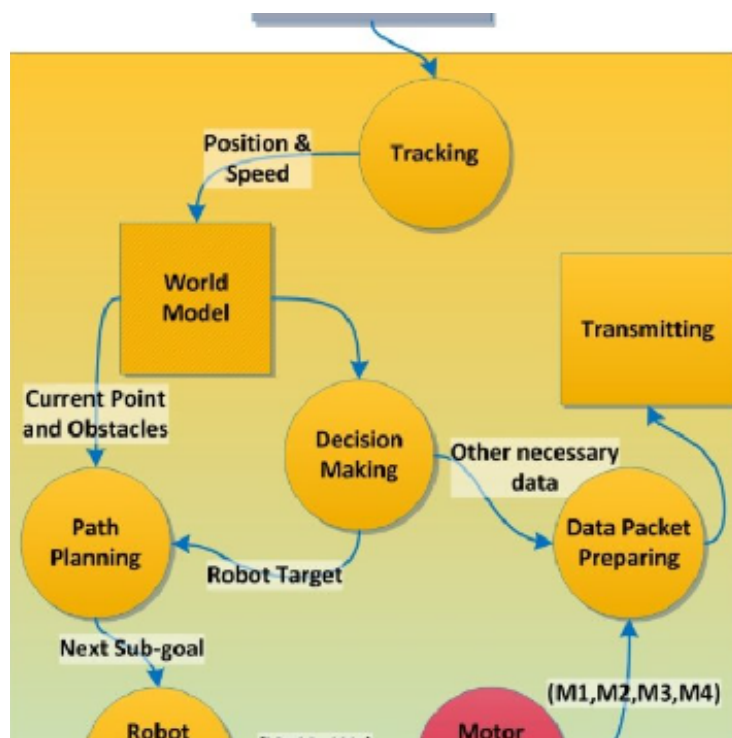 Tracking
Position &
Speed
World
Model
Transmitting
Current Point
and Obstacles
Decision
Making
Other necessary
data
Path
Planning
Data Packet
Preparing
Robot Target
Next Sub-goal
(M1,M2,M3,M4)
Robot
Motor